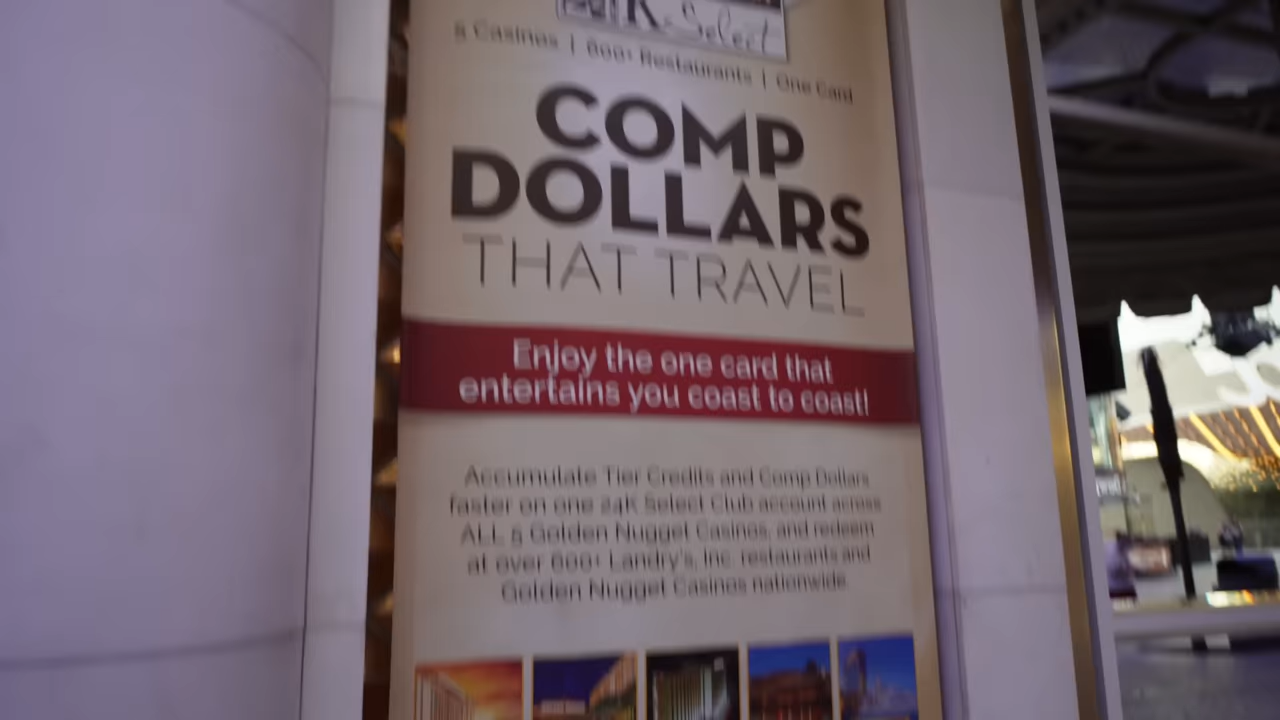 24K Select
5 Casinos | 600+ Restaurants | One Card
COMP
DOLLARS
THAT TRAVEL
Enjoy the one card that
entertains you coast to coast!
Accumulate Tier Credits and Comp Dollars
faster on one 24K Select Club account across
ALL 5 Golden Nugget Casinos, and redeem
at over 600+ Landry's, Inc. restaurants and
Golden Nugget Casinos nationwide.